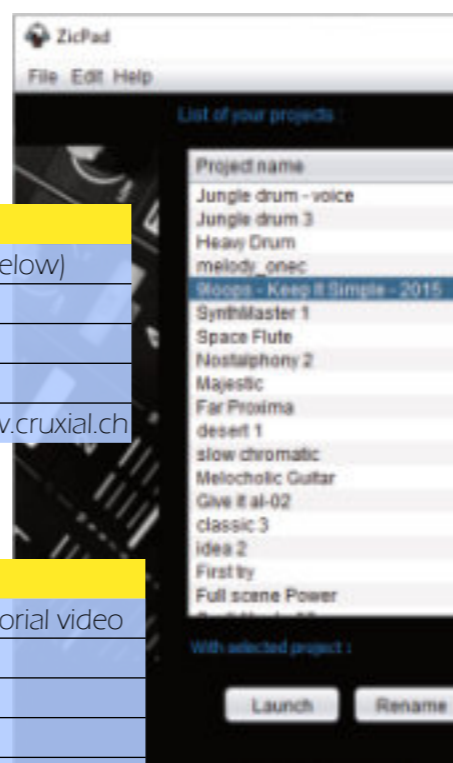 ZicPad
File Edit Help
List of your projects :
Project name
Jungle drum - voice
Jungle drum 3
Heavy Drum
elow)
melody_onec
9loops - Keep It Simple - 2015
SynthMaster 1
Space Flute
Nostalphony 2
Majestic
Far Proxima
.cruxial.ch
desert 1
slow chromatic
Melocholic Guitar
Give it al-02
classic 3
idea 2
First try
Full scene Power
orial video
With selected project :
Launch Rename